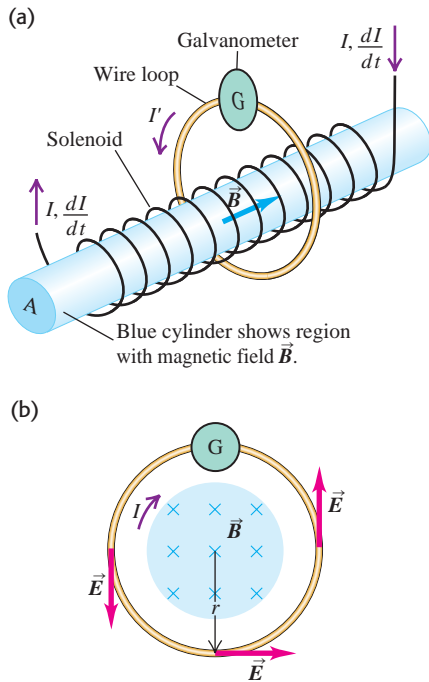 (a)
Galvanometer
Wire loop
I, dI/dt
G
I′
Solenoid
I, dI/dt
B⃗
A
Blue cylinder shows region
with magnetic field B⃗.
(b)
G
I
B⃗
E⃗
E⃗
r
E⃗